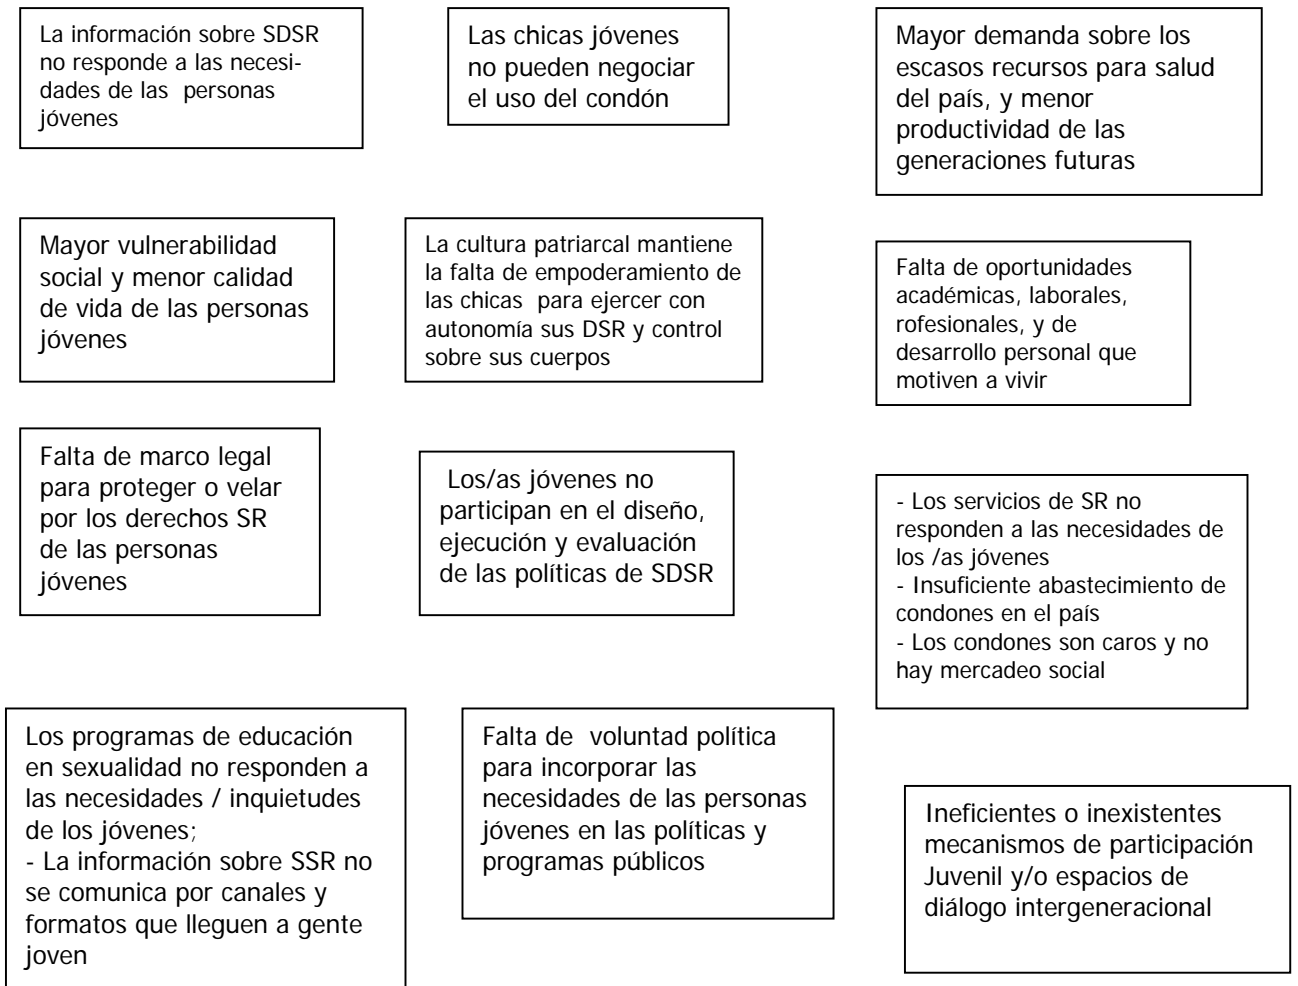 La información sobre SDSR
no responde a las necesi-
dades de las personas
jóvenes
Las chicas jóvenes
no pueden negociar
el uso del condón
Mayor demanda sobre los
escasos recursos para salud
del país, y menor
productividad de las
generaciones futuras
Mayor vulnerabilidad
social y menor calidad
de vida de las personas
jóvenes
La cultura patriarcal mantiene
la falta de empoderamiento de
las chicas para ejercer con
autonomía sus DSR y control
sobre sus cuerpos
Falta de oportunidades
académicas, laborales,
rofesionales, y de
desarrollo personal que
motiven a vivir
Falta de marco legal
para proteger o velar
por los derechos SR
de las personas
jóvenes
Los/as jóvenes no
participan en el diseño,
ejecución y evaluación
de las políticas de SDSR
- Los servicios de SR no
responden a las necesidades de
los /as jóvenes
- Insuficiente abastecimiento de
condones en el país
- Los condones son caros y no
hay mercadeo social
Los programas de educación
en sexualidad no responden a
las necesidades / inquietudes
de los jóvenes;
- La información sobre SSR no
se comunica por canales y
formatos que lleguen a gente
joven
Falta de voluntad política
para incorporar las
necesidades de las personas
jóvenes en las políticas y
programas públicos
Ineficientes o inexistentes
mecanismos de participación
Juvenil y/o espacios de
diálogo intergeneracional